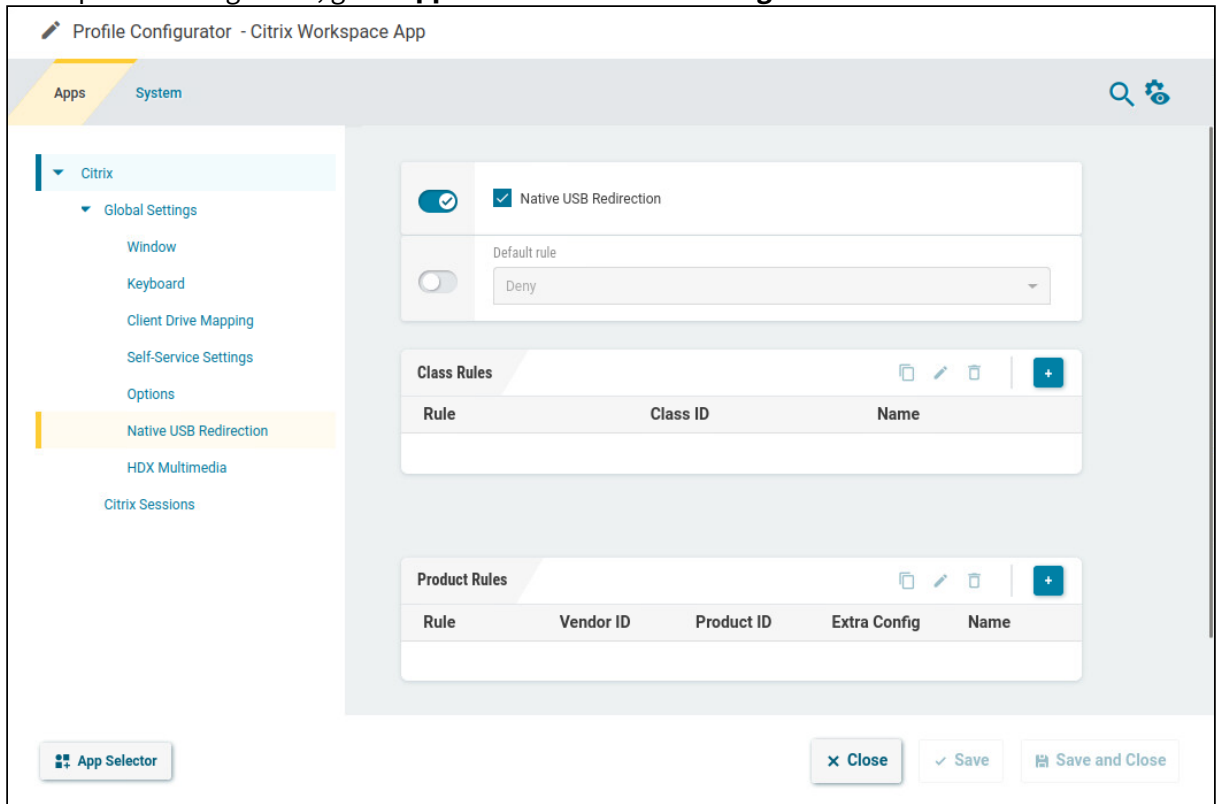 Profile Configurator - Citrix Workspace App
Apps
System
Citrix
Global Settings
Window
Keyboard
Client Drive Mapping
Self-Service Settings
Options
Native USB Redirection
HDX Multimedia
Citrix Sessions
Native USB Redirection
Default rule
Deny
Class Rules
Rule Class ID Name
Product Rules
Rule Vendor ID Product ID Extra Config Name
App Selector
Close Save Save and Close